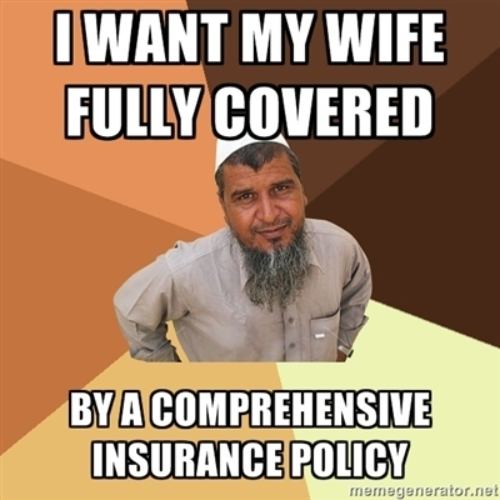 I WANT MY WIFE
FULLY COVERED
BY A COMPREHENSIVE
INSURANCE POLICY
memegenerator.net